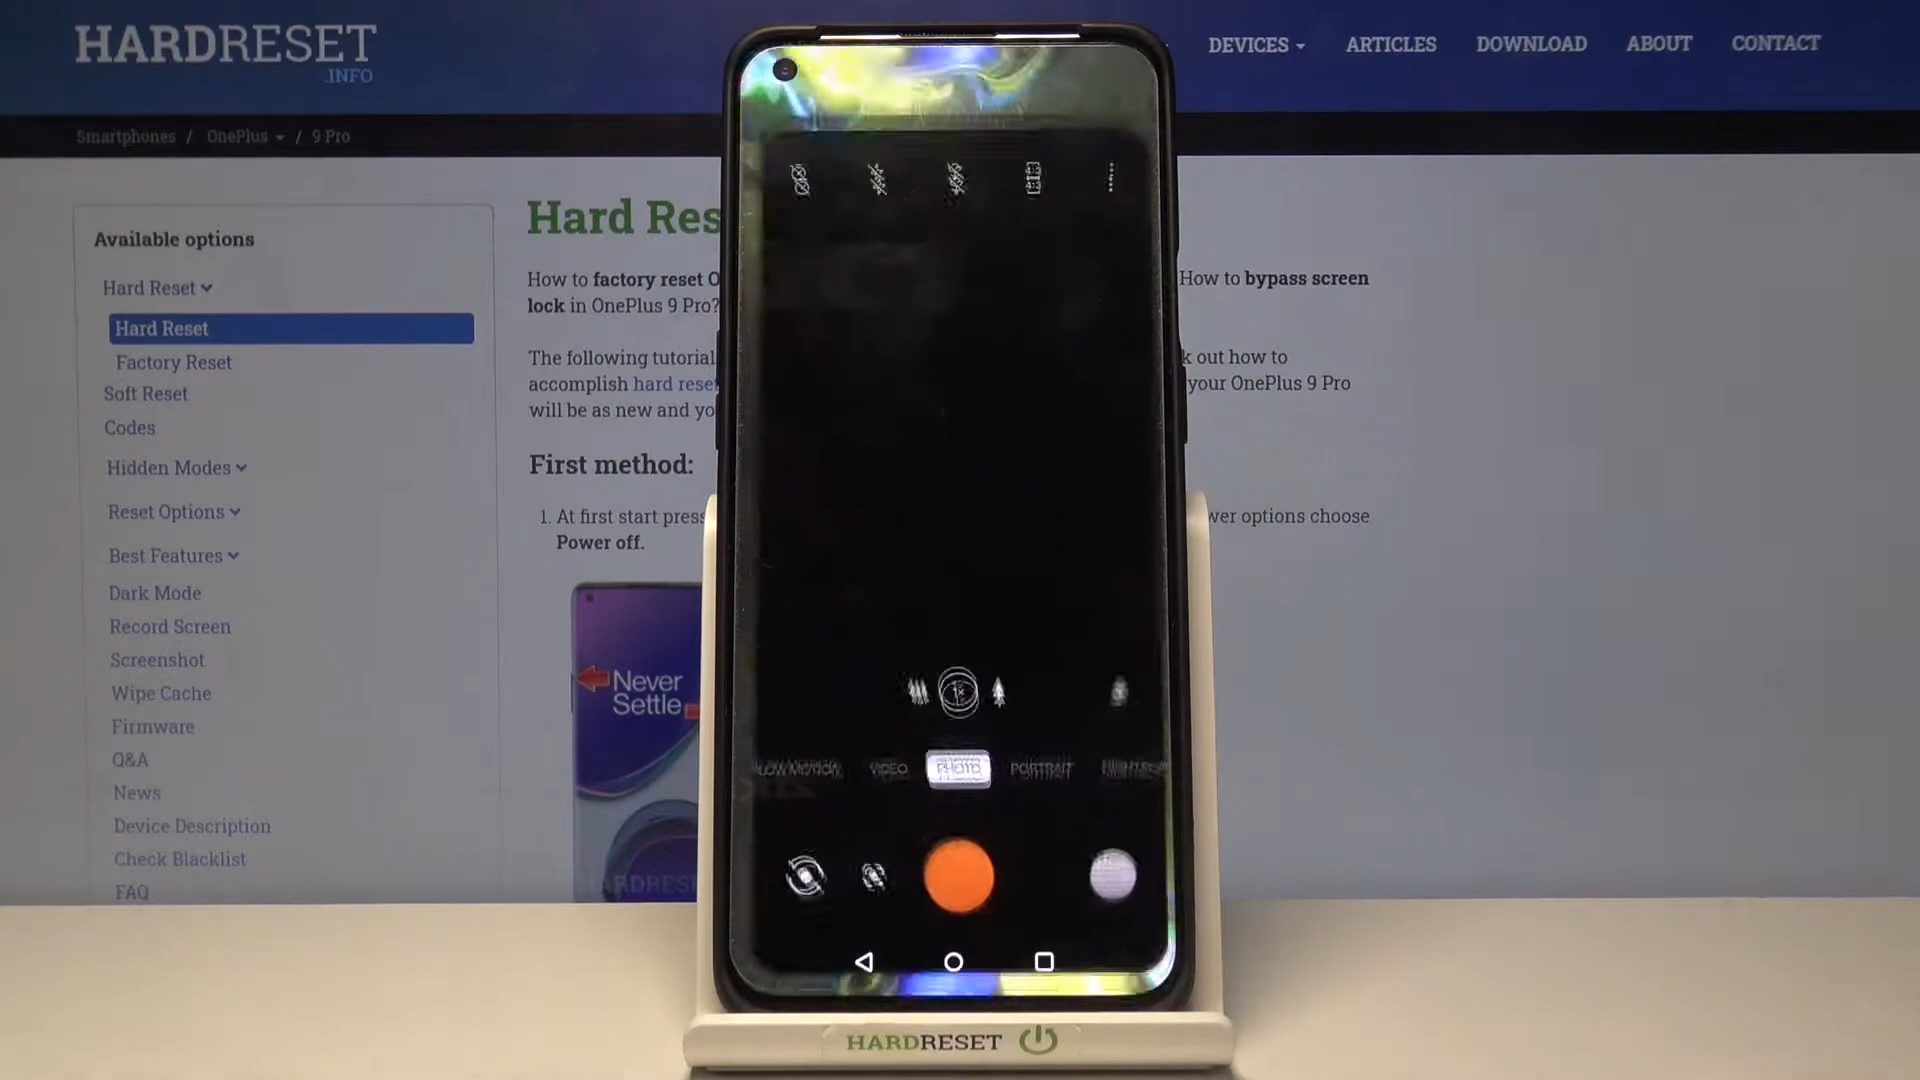 HARDRESET
.INFO
DEVICES ARTICLES DOWNLOAD ABOUT CONTACT
Smartphones / OnePlus / 9 Pro
Available options
Hard Reset
Hard Reset
Factory Reset
Soft Reset
Codes
Hidden Modes
Reset Options
Best Features
Dark Mode
Record Screen
Screenshot
Wipe Cache
Firmware
Q&A
News
Device Description
Check Blacklist
FAQ
Hard Res
How to factory reset O How to bypass screen
lock in OnePlus 9 Pro?
The following tutorial k out how to
accomplish hard reset your OnePlus 9 Pro
will be as new and yo
First method:
1. At first start press wer options choose
Power off.
Never
Settle
HARDRES
1×
VIDEO PHOTO PORTRAIT
HARDRESET